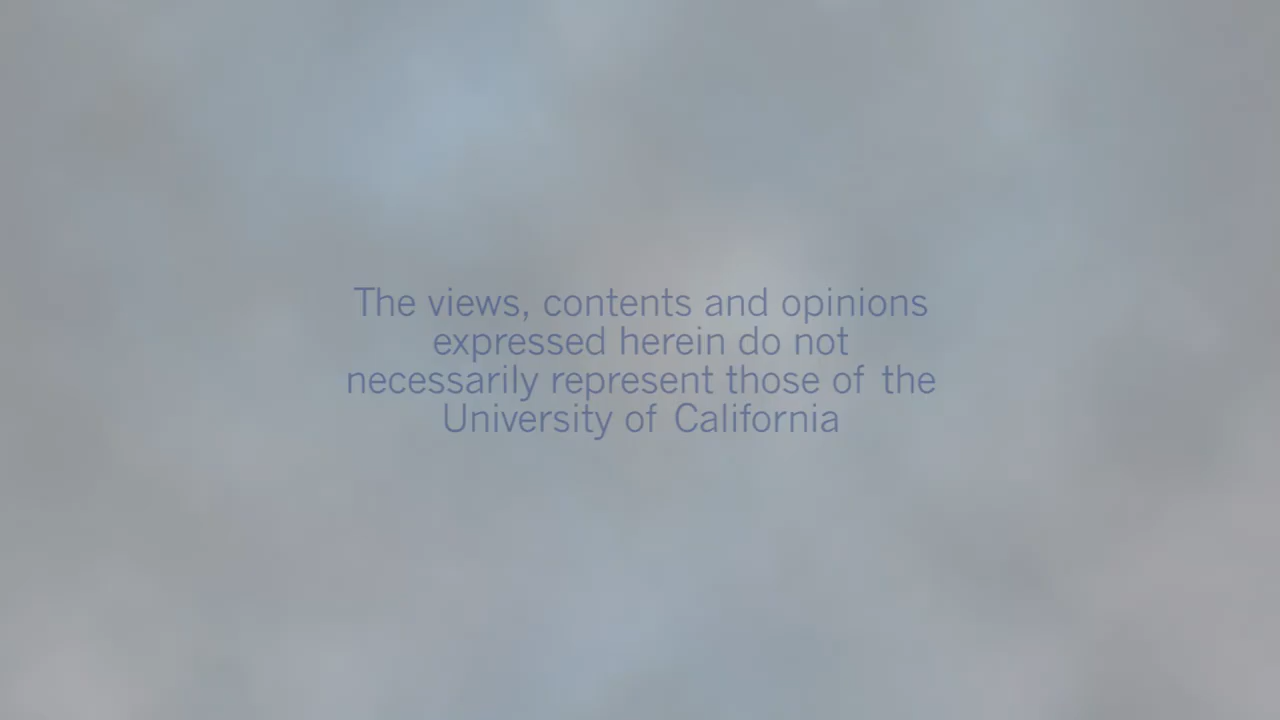 The views, contents and opinions
expressed herein do not
necessarily represent those of the
University of California